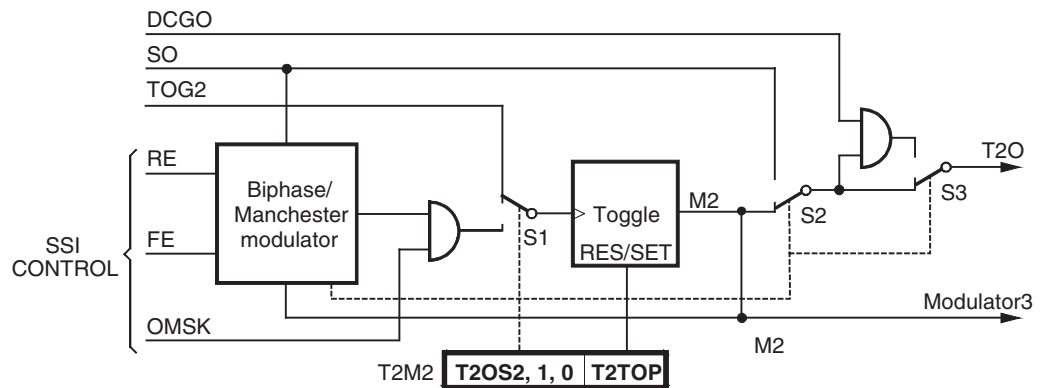 DCGO
SO
TOG2
RE
FE
SSI
CONTROL
OMSK
Biphase/
Manchester
modulator
S1
Toggle
RES/SET
M2
S2
S3
T2O
Modulator3
M2
T2M2
T2OS2, 1, 0
T2TOP